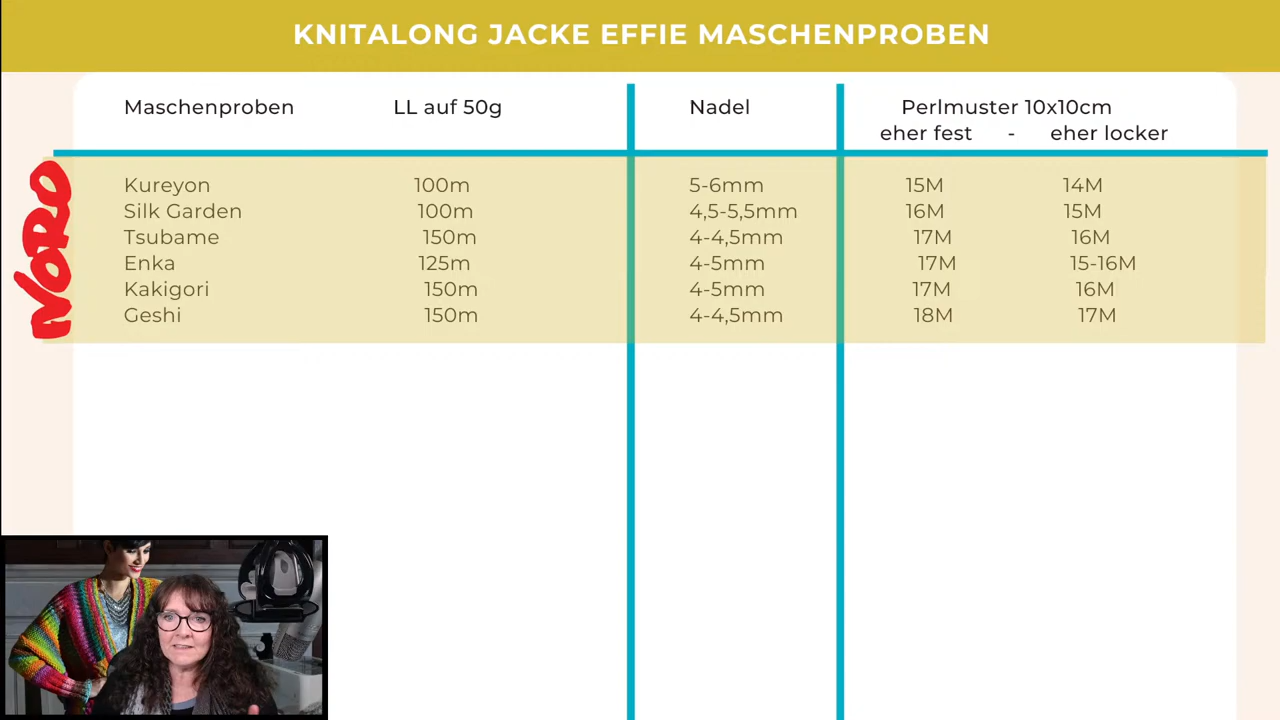 KNITALONG JACKE EFFIE MASCHENPROBEN
Maschenproben LL auf 50g Nadel Perlmuster 10x10cm
eher fest - eher locker
NORO
Kureyon 100m 5-6mm 15M 14M
Silk Garden 100m 4,5-5,5mm 16M 15M
Tsubame 150m 4-4,5mm 17M 16M
Enka 125m 4-5mm 17M 15-16M
Kakigori 150m 4-5mm 17M 16M
Geshi 150m 4-4,5mm 18M 17M